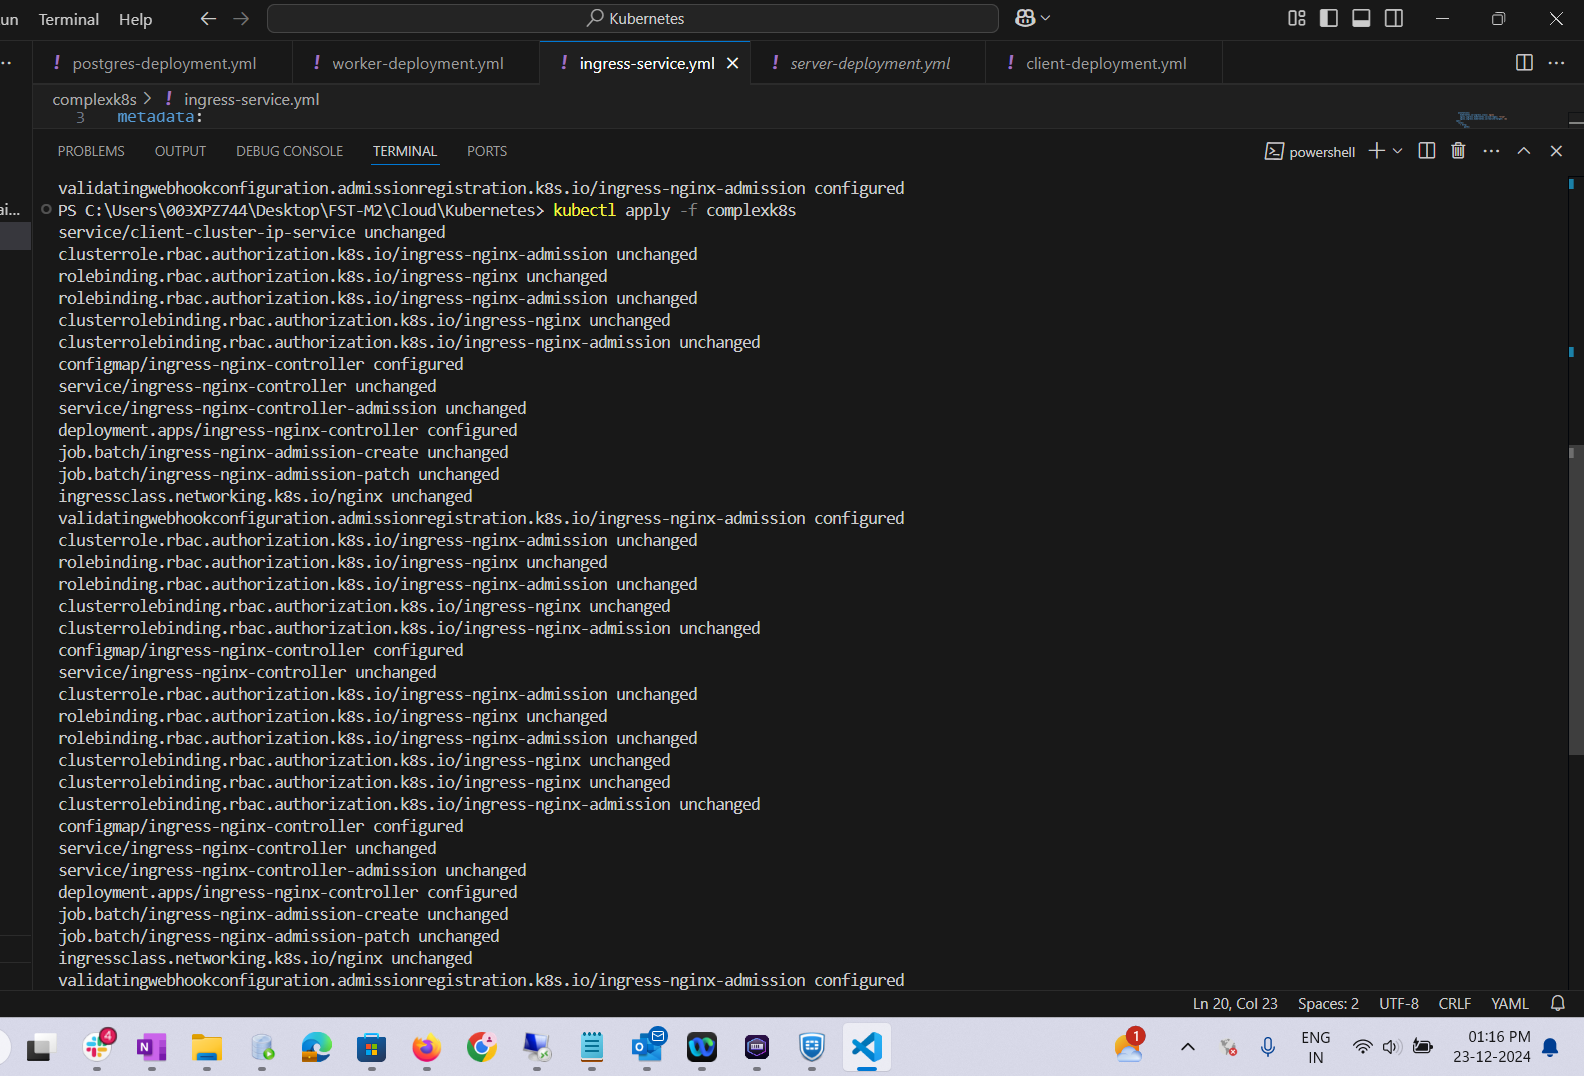 un Terminal Help Kubernetes
postgres-deployment.yml worker-deployment.yml ingress-service.yml server-deployment.yml client-deployment.yml
complexk8s > ! ingress-service.yml
3 metadata:
PROBLEMS OUTPUT DEBUG CONSOLE TERMINAL PORTS powershell
validatingwebhookconfiguration.admissionregistration.k8s.io/ingress-nginx-admission configured
PS C:\Users\003XPZ744\Desktop\FST-M2\Cloud\Kubernetes> kubectl apply -f complexk8s
service/client-cluster-ip-service unchanged
clusterrole.rbac.authorization.k8s.io/ingress-nginx-admission unchanged
rolebinding.rbac.authorization.k8s.io/ingress-nginx unchanged
rolebinding.rbac.authorization.k8s.io/ingress-nginx-admission unchanged
clusterrolebinding.rbac.authorization.k8s.io/ingress-nginx unchanged
clusterrolebinding.rbac.authorization.k8s.io/ingress-nginx-admission unchanged
configmap/ingress-nginx-controller configured
service/ingress-nginx-controller unchanged
service/ingress-nginx-controller-admission unchanged
deployment.apps/ingress-nginx-controller configured
job.batch/ingress-nginx-admission-create unchanged
job.batch/ingress-nginx-admission-patch unchanged
ingressclass.networking.k8s.io/nginx unchanged
validatingwebhookconfiguration.admissionregistration.k8s.io/ingress-nginx-admission configured
clusterrole.rbac.authorization.k8s.io/ingress-nginx-admission unchanged
rolebinding.rbac.authorization.k8s.io/ingress-nginx unchanged
rolebinding.rbac.authorization.k8s.io/ingress-nginx-admission unchanged
clusterrolebinding.rbac.authorization.k8s.io/ingress-nginx unchanged
clusterrolebinding.rbac.authorization.k8s.io/ingress-nginx-admission unchanged
configmap/ingress-nginx-controller configured
service/ingress-nginx-controller unchanged
clusterrole.rbac.authorization.k8s.io/ingress-nginx-admission unchanged
rolebinding.rbac.authorization.k8s.io/ingress-nginx unchanged
rolebinding.rbac.authorization.k8s.io/ingress-nginx-admission unchanged
clusterrolebinding.rbac.authorization.k8s.io/ingress-nginx unchanged
clusterrolebinding.rbac.authorization.k8s.io/ingress-nginx unchanged
clusterrolebinding.rbac.authorization.k8s.io/ingress-nginx-admission unchanged
configmap/ingress-nginx-controller configured
service/ingress-nginx-controller unchanged
service/ingress-nginx-controller-admission unchanged
deployment.apps/ingress-nginx-controller configured
job.batch/ingress-nginx-admission-create unchanged
job.batch/ingress-nginx-admission-patch unchanged
ingressclass.networking.k8s.io/nginx unchanged
validatingwebhookconfiguration.admissionregistration.k8s.io/ingress-nginx-admission configured
ai...
Ln 20, Col 23 Spaces: 2 UTF-8 CRLF YAML
4 1 ENG 01:16 PM
IN 23-12-2024